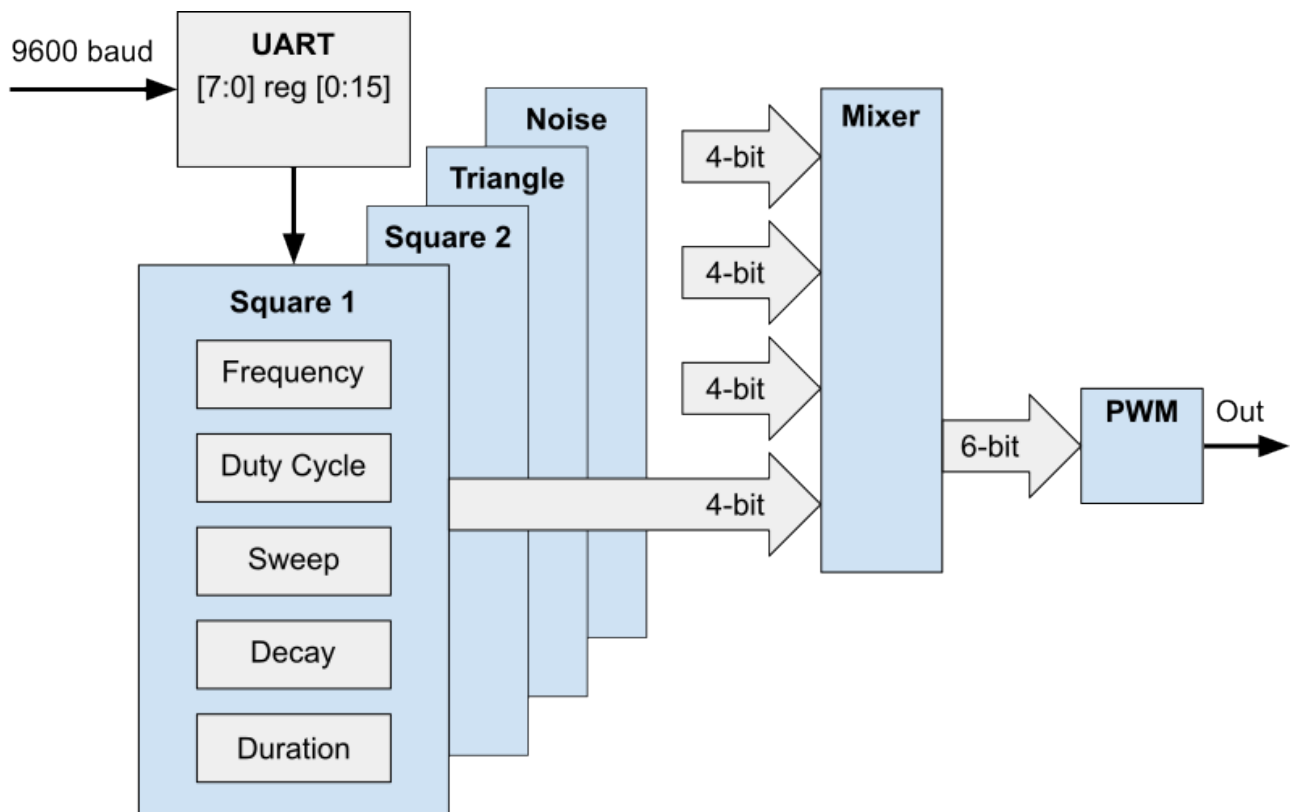 9600 baud
UART
[7:0] reg [0:15]
Noise
Triangle
Square 2
Square 1
Frequency
Duty Cycle
Sweep
Decay
Duration
4-bit
4-bit
4-bit
4-bit
Mixer
6-bit
PWM
Out